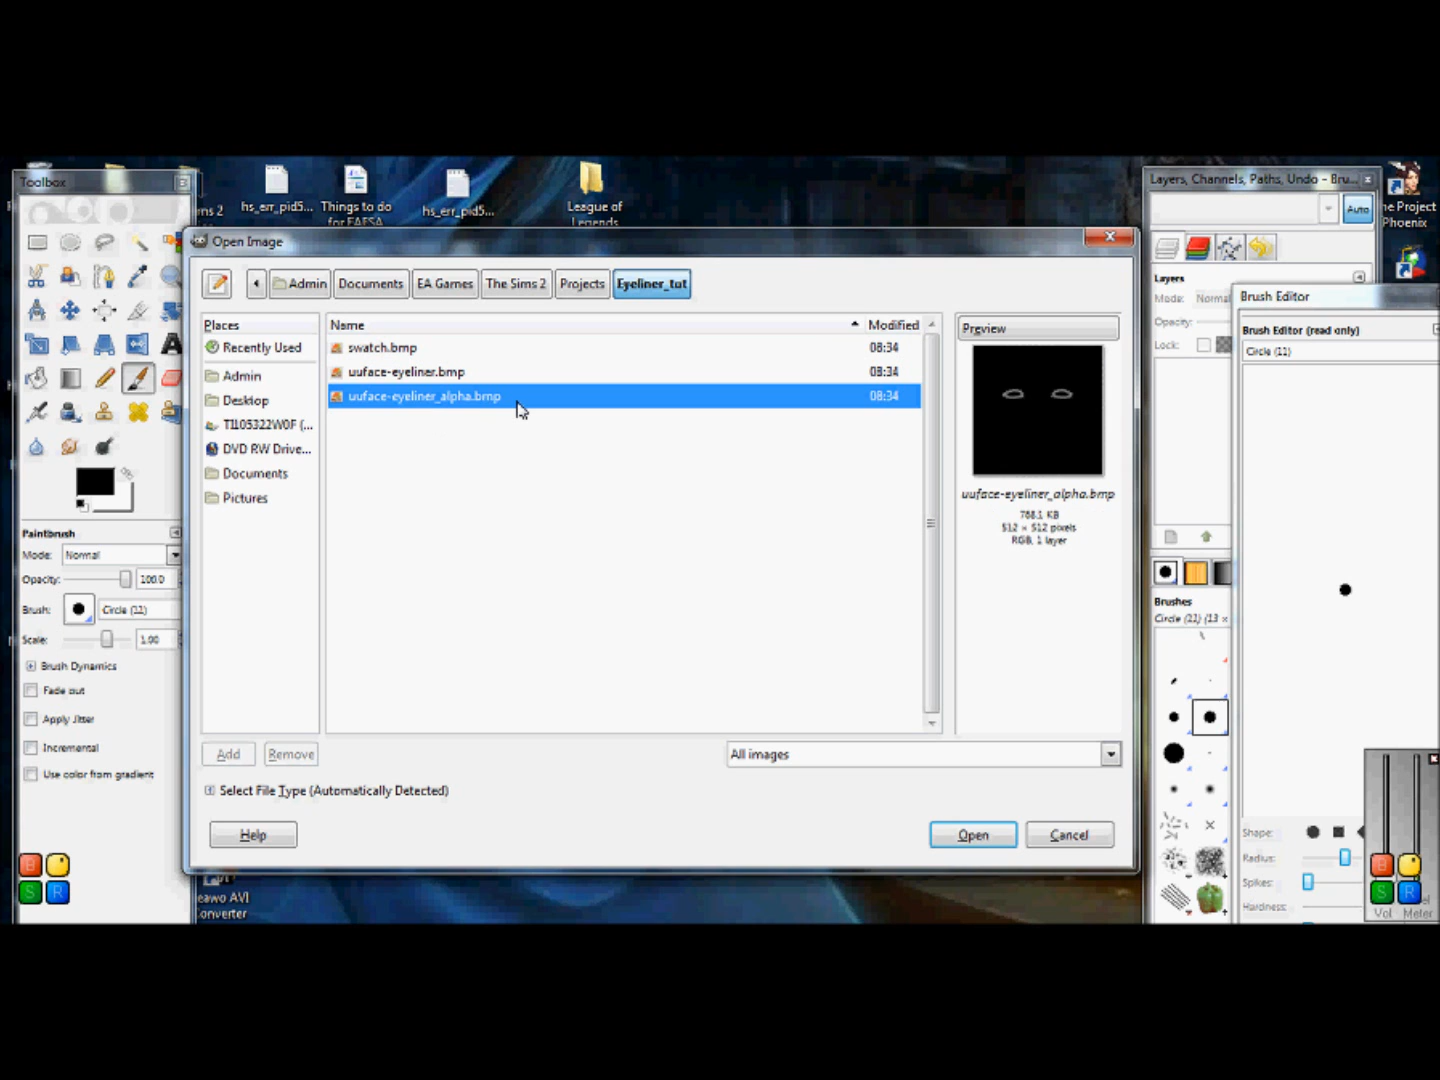 Toolbox
hs_err_pid5...
Things to do
for FAFSA
hs_err_pid5...
League of
Legends
Layers, Channels, Paths, Undo - Bru...
Auto
he Project
Phoenix
ms 2
Open Image
Admin
Documents
EA Games
The Sims 2
Projects
Eyeliner_tut
Places
Recently Used
Admin
Desktop
TI105322W0F (...
DVD RW Drive...
Documents
Pictures
Name
Modified
swatch.bmp
08:34
uuface-eyeliner.bmp
08:34
uuface-eyeliner_alpha.bmp
08:34
Preview
uuface-eyeliner_alpha.bmp
768.1 KB
512 × 512 pixels
RGB, 1 layer
Add
Remove
All images
Select File Type (Automatically Detected)
Help
Open
Cancel
Paintbrush
Mode:
Normal
Opacity:
100.0
Brush:
Circle (11)
Scale:
1.00
Brush Dynamics
Fade out
Apply Jitter
Incremental
Use color from gradient
B
S
R
eawo AVI
Converter
Layers
Mode:
Normal
Opacity:
Lock:
Brushes
Circle (11) (13 ×
Brush Editor
Brush Editor (read only)
Circle (11)
Shape:
Radius:
Spikes:
Hardness:
B
S
R
Vol
Meter